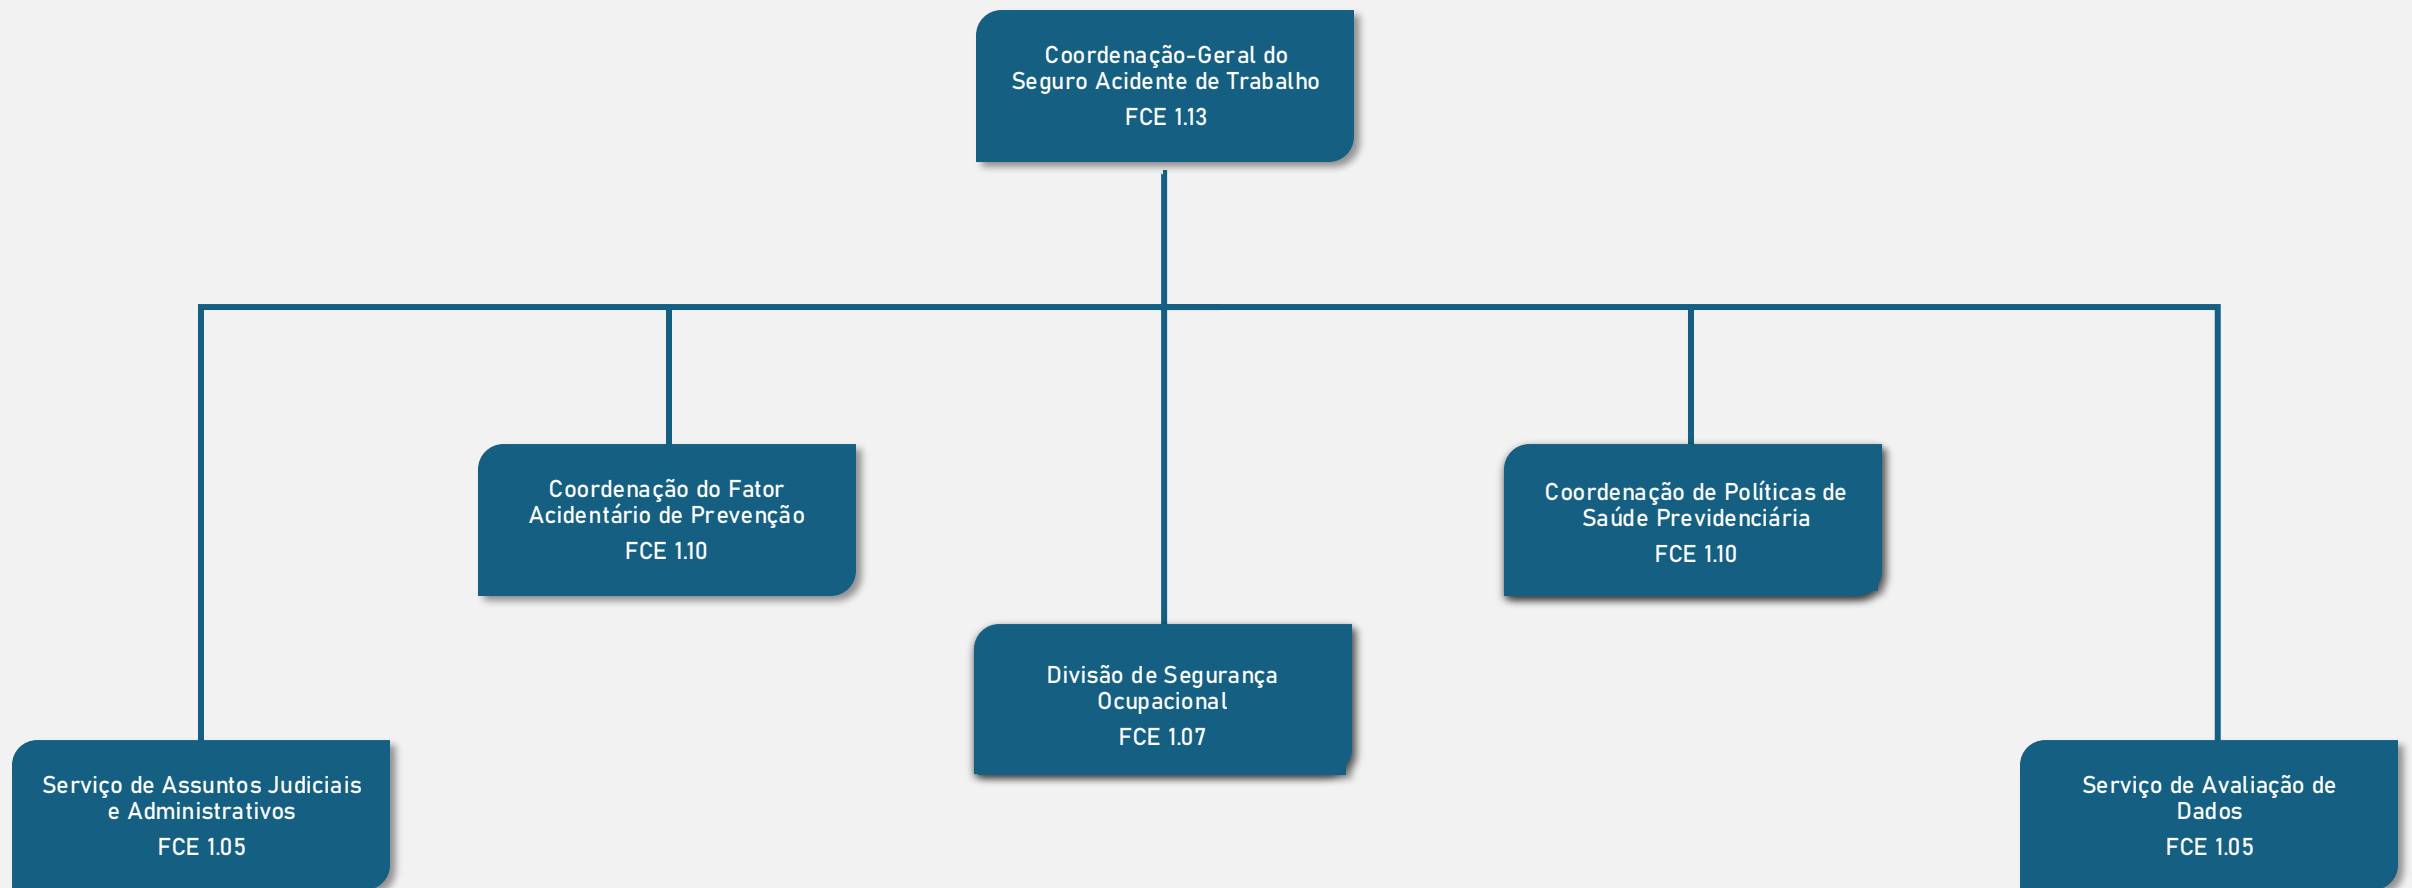 Coordenação-Geral do
Seguro Acidente de Trabalho
FCE 1.13
Coordenação do Fator
Acidentário de Prevenção
FCE 1.10
Coordenação de Políticas de
Saúde Previdenciária
FCE 1.10
Divisão de Segurança
Ocupacional
FCE 1.07
Serviço de Assuntos Judiciais
e Administrativos
FCE 1.05
Serviço de Avaliação de
Dados
FCE 1.05